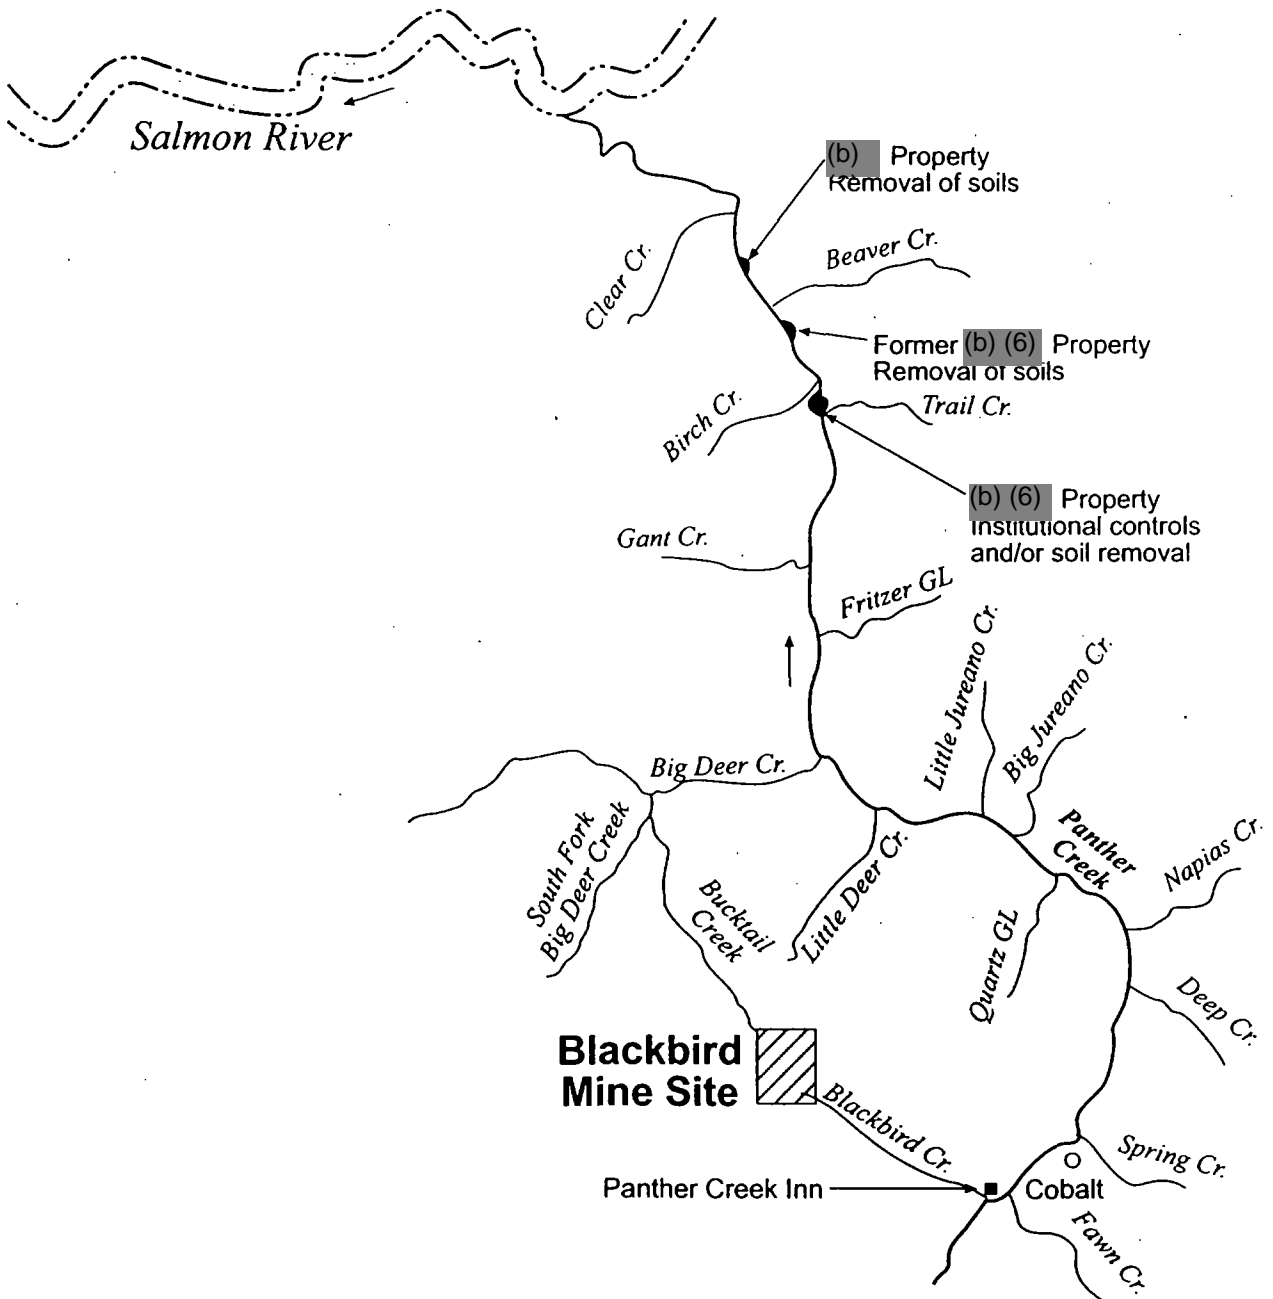 Salmon River
(b) Property
Removal of soils
Clear Cr.
Beaver Cr.
Former (b) (6) Property
Removal of soils
Birch Cr.
Trail Cr.
(b) (6) Property
Institutional controls
and/or soil removal
Gant Cr.
Fritzer GL
Little Jureano Cr.
Big Jureano Cr.
Big Deer Cr.
South Fork
Big Deer Creek
Bucktail
Creek
Little Deer Cr.
Panther
Creek
Napias Cr.
Quartz GL
Deep Cr.
Blackbird
Mine Site
Blackbird Cr.
Spring Cr.
Panther Creek Inn
Cobalt
Fawn Cr.